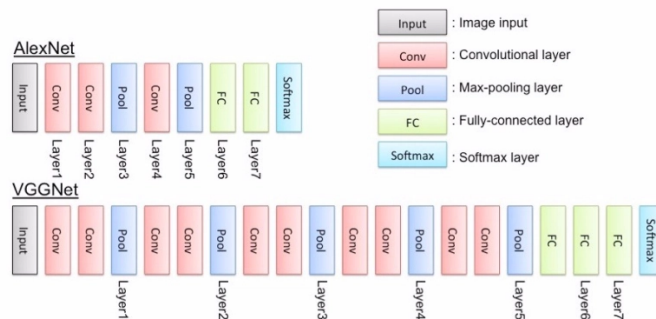 AlexNet
Input
Conv
Conv
Pool
Conv
Pool
FC
FC
Softmax
Layer1
Layer2
Layer3
Layer4
Layer5
Layer6
Layer7
Input : Image input
Conv : Convolutional layer
Pool : Max-pooling layer
FC : Fully-connected layer
Softmax : Softmax layer
VGGNet
Input
Conv
Conv
Pool
Conv
Conv
Pool
Conv
Conv
Pool
Conv
Conv
Pool
Conv
Conv
Pool
FC
FC
FC
Softmax
Layer1
Layer2
Layer3
Layer4
Layer5
Layer6
Layer7